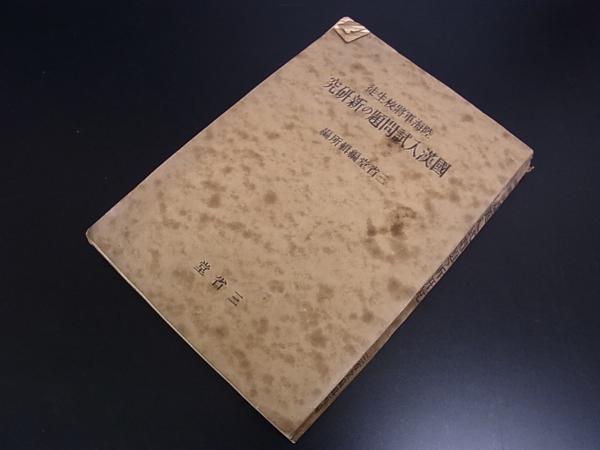 陸海軍將校生徒
國漢入試問題の新研究
三省堂編輯所編
三省堂